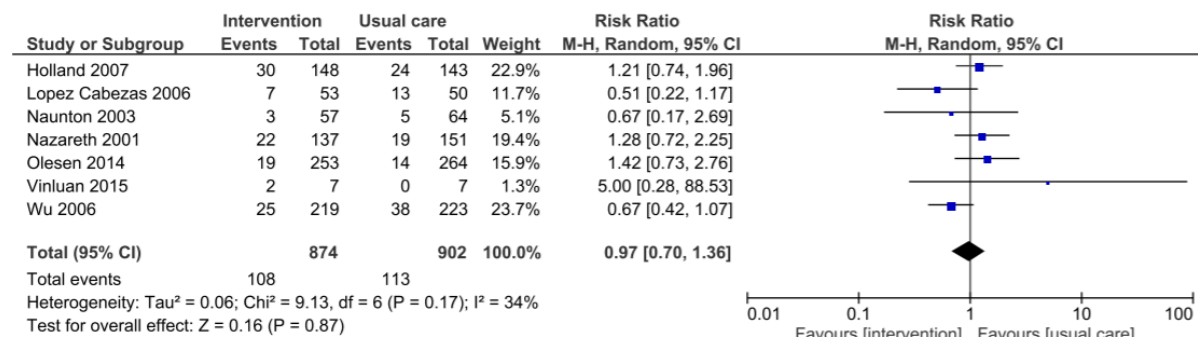 Intervention Usual care Risk Ratio Risk Ratio
Study or Subgroup Events Total Events Total Weight M-H, Random, 95% CI M-H, Random, 95% CI
Holland 2007 30 148 24 143 22.9% 1.21 [0.74, 1.96]
Lopez Cabezas 2006 7 53 13 50 11.7% 0.51 [0.22, 1.17]
Naunton 2003 3 57 5 64 5.1% 0.67 [0.17, 2.69]
Nazareth 2001 22 137 19 151 19.4% 1.28 [0.72, 2.25]
Olesen 2014 19 253 14 264 15.9% 1.42 [0.73, 2.76]
Vinluan 2015 2 7 0 7 1.3% 5.00 [0.28, 88.53]
Wu 2006 25 219 38 223 23.7% 0.67 [0.42, 1.07]
Total (95% CI) 874 902 100.0% 0.97 [0.70, 1.36]
Total events 108 113
Heterogeneity: Tau² = 0.06; Chi² = 9.13, df = 6 (P = 0.17); I² = 34%
Test for overall effect: Z = 0.16 (P = 0.87)
0.01 0.1 1 10 100
Favours [intervention] Favours [usual care]